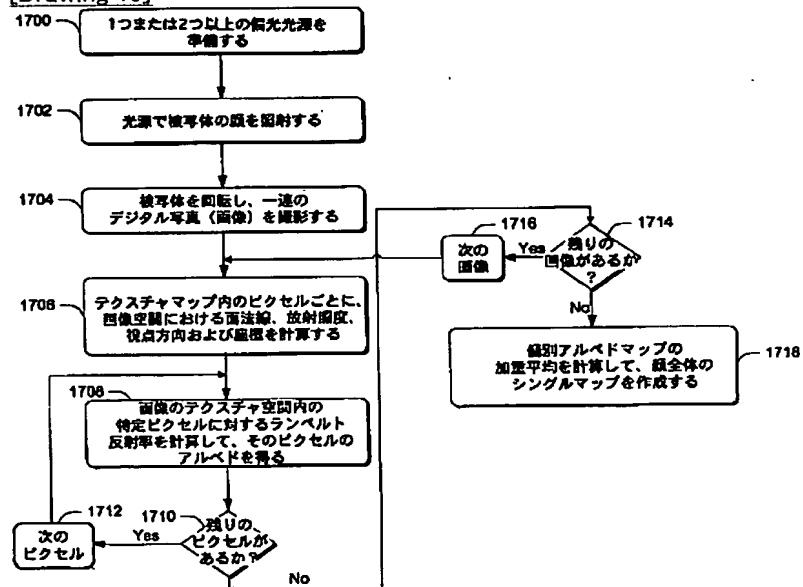 1700
1つまたは2つ以上の偏光光源を
準備する
1702
光源で被写体の顔を照射する
1704
被写体を回転し、一連の
デジタル写真（画像）を撮影する
1706
テクスチャマップ内のピクセルごとに、
画像空間における面法線、放射照度、
視点方向および座標を計算する
1708
画像のテクスチャ空間内の
特定ピクセルに対するランベルト
反射率を計算して、そのピクセルの
アルベドを得る
1710
残りの
ピクセルが
あるか?
Yes
1712
次の
ピクセル
No
1714
残りの
画像があるか
?
Yes
1716
次の
画像
No
1718
個別アルベドマップの
加重平均を計算して、顔全体の
シングルマップを作成する